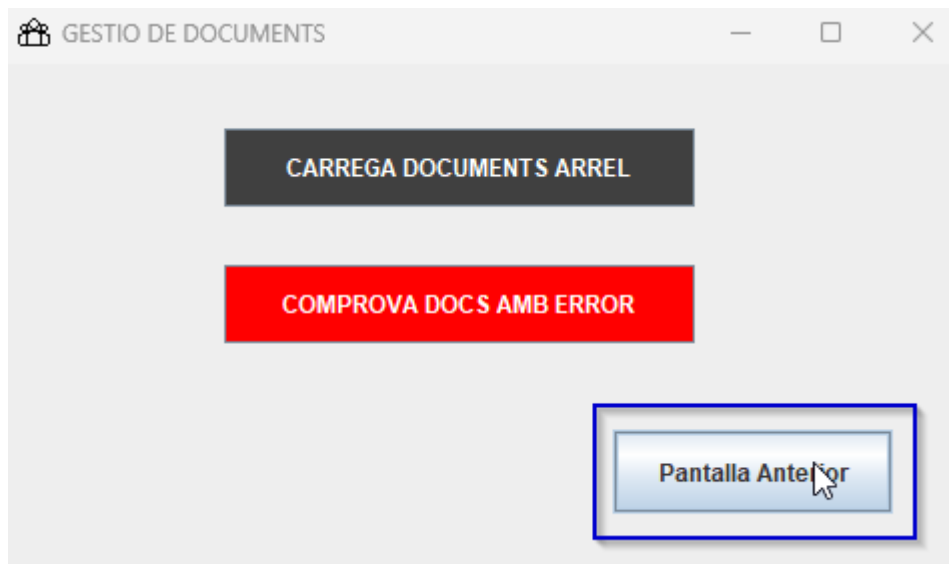 GESTIO DE DOCUMENTS
CARREGA DOCUMENTS ARREL
COMPROVA DOCS AMB ERROR
Pantalla Anterior